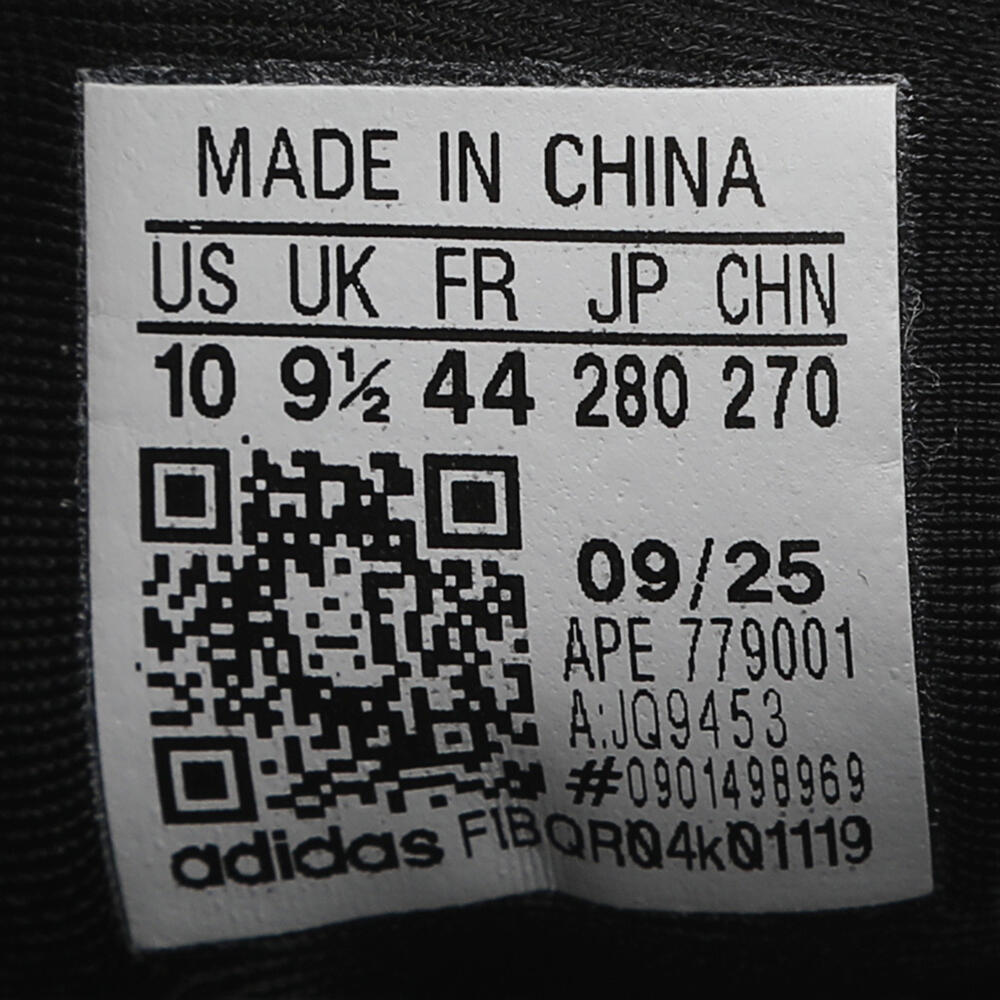 MADE IN CHINA
US UK FR JP CHN
10 9½ 44 280 270
09/25
APE 779001
A:JQ9453
#0901498969
adidas F1BQR04k01119